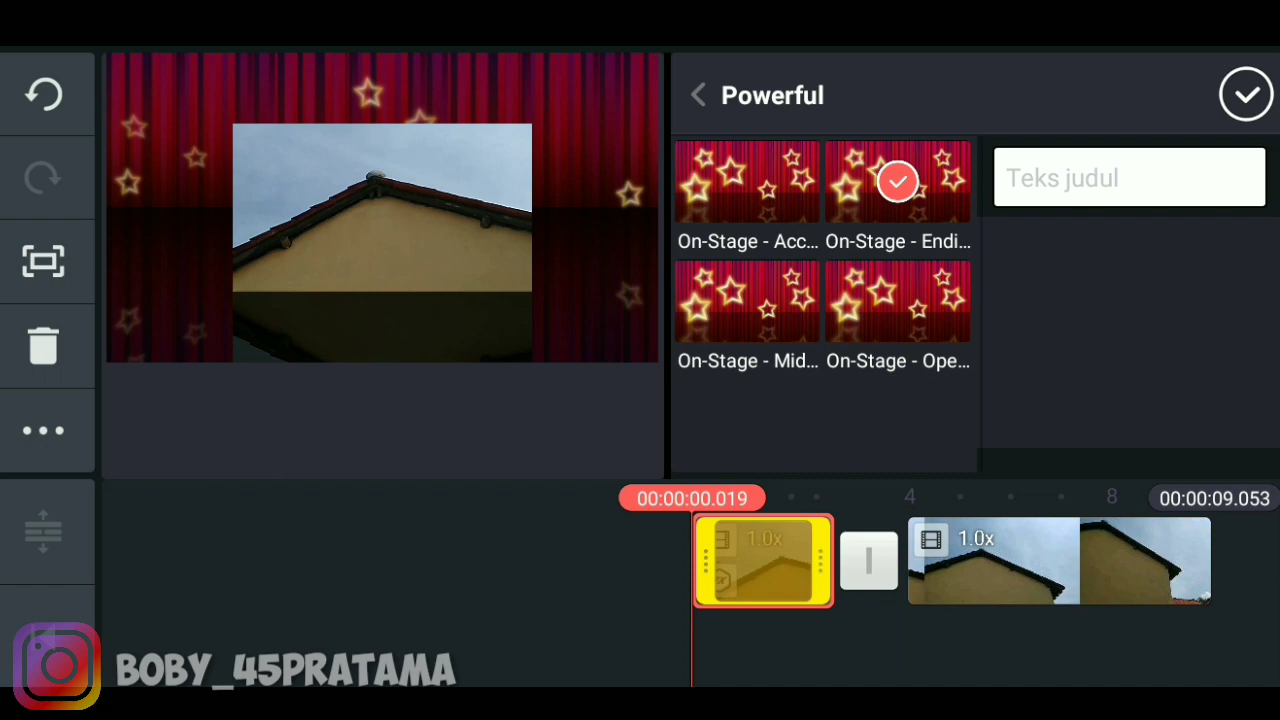 Powerful
Teks judul
On-Stage - Acc...
On-Stage - Endi...
On-Stage - Mid...
On-Stage - Ope...
00:00:00.019
4
8
00:00:09.053
1.0x
1.0x
BOBY_45PRATAMA